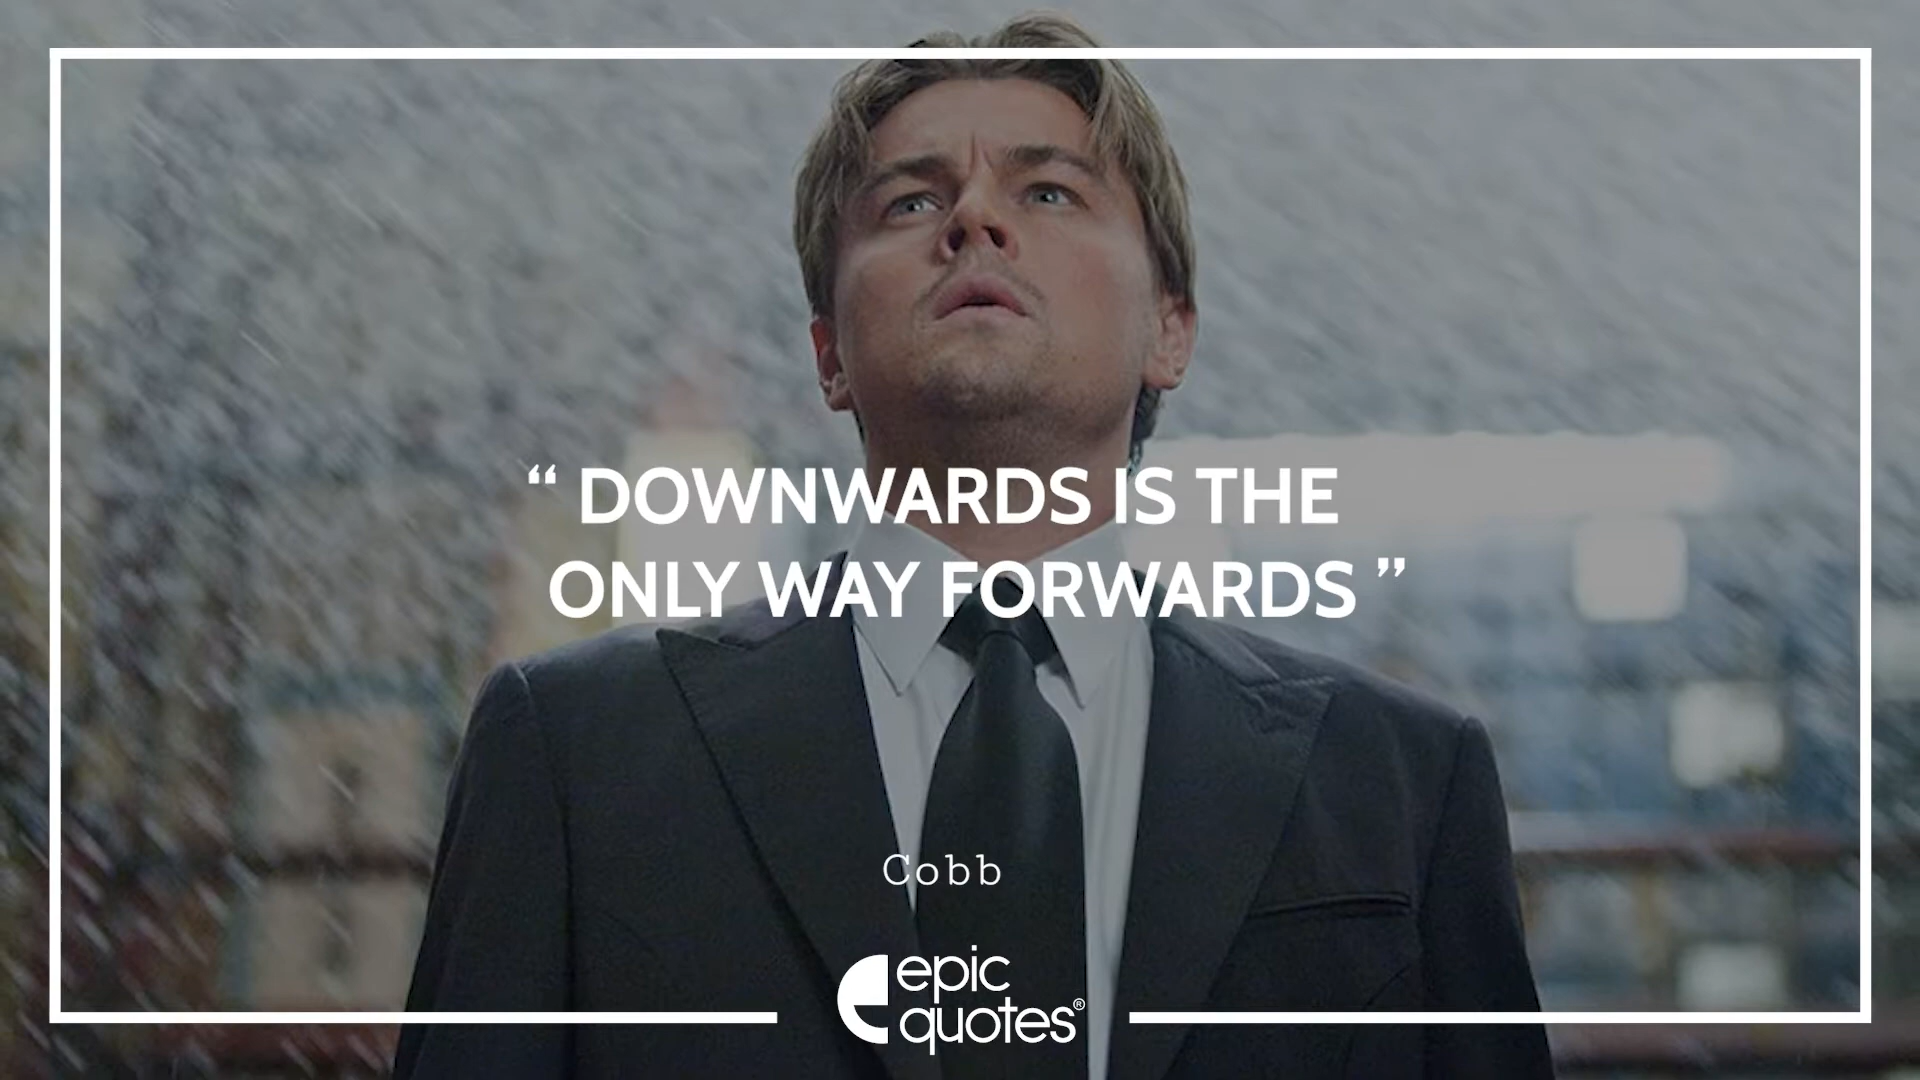 “ DOWNWARDS IS THE
ONLY WAY FORWARDS ”
Cobb
epic
quotes®